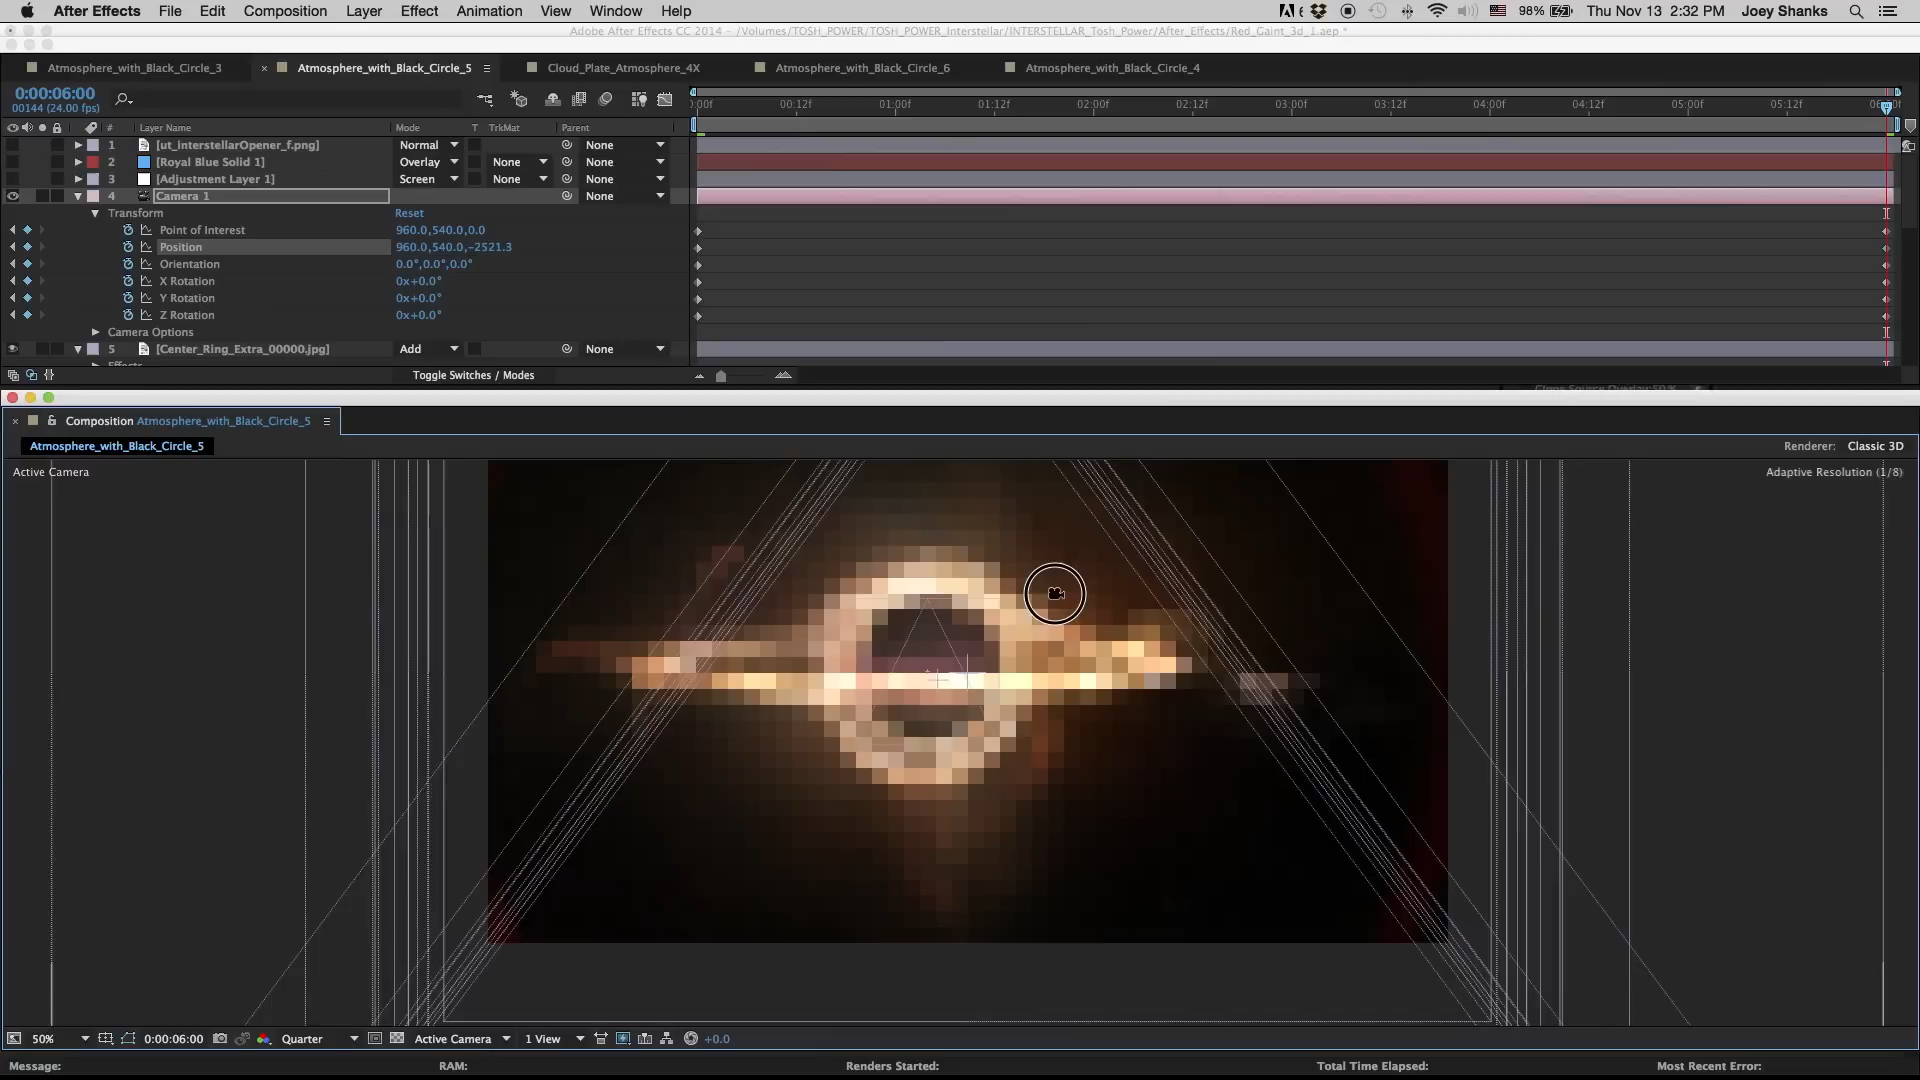 After Effects File Edit Composition Layer Effect Animation View Window Help 98% Thu Nov 13 2:32 PM Joey Shanks
Adobe After Effects CC 2014 - /Volumes/TOSH_POWER/TOSH_POWER_Interstellar/INTERSTELLAR_Tosh_Power/After_Effects/Red_Gaint_3d_1.aep *
Atmosphere_with_Black_Circle_3 × Atmosphere_with_Black_Circle_5 Cloud_Plate_Atmosphere_4X Atmosphere_with_Black_Circle_6 Atmosphere_with_Black_Circle_4
0:00:06:00
00144 (24.00 fps)
00:12f 01:00f 01:12f 02:00f 02:12f 03:00f 03:12f 04:00f 04:12f 05:00f 05:12f
# Layer Name Mode T TrkMat Parent
1 [ut_interstellarOpener_f.png] Normal None
2 [Royal Blue Solid 1] Overlay None None
3 [Adjustment Layer 1] Screen None None
4 Camera 1 None
Transform Reset
Point of Interest 960.0,540.0,0.0
Position 960.0,540.0,-2521.3
Orientation 0.0°,0.0°,0.0°
X Rotation 0x+0.0°
Y Rotation 0x+0.0°
Z Rotation 0x+0.0°
Camera Options
5 [Center_Ring_Extra_00000.jpg] Add None
Toggle Switches / Modes
× Composition Atmosphere_with_Black_Circle_5
Atmosphere_with_Black_Circle_5 Renderer: Classic 3D
Active Camera Adaptive Resolution (1/8)
50% 0:00:06:00 Quarter Active Camera 1 View +0.0
Message: RAM: Renders Started: Total Time Elapsed: Most Recent Error: